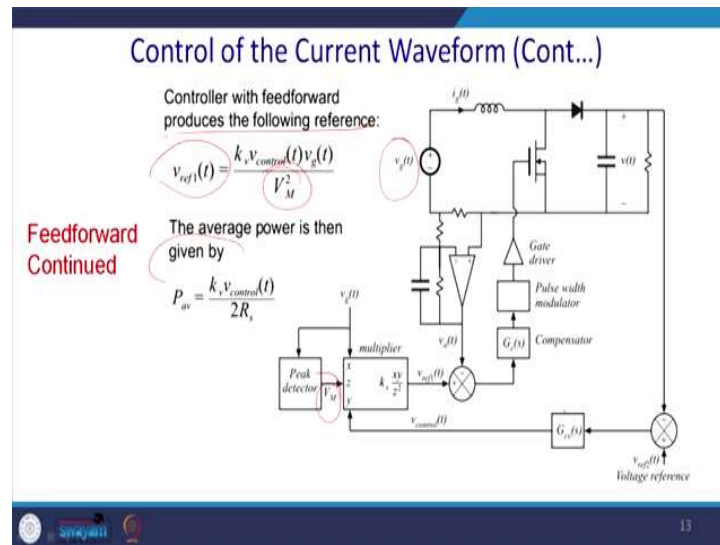 Control of the Current Waveform (Cont...)
Controller with feedforward
produces the following reference:
v_ref1(t) = k_v v_control(t) v_g(t) / V_M^2
Feedforward
Continued
The average power is then
given by
P_av = k_v v_control(t) / 2R_s
i_g(t)
v_g(t)
+
v(t)
−
Gate
driver
Pulse width
modulator
G_c(s)
Compensator
v_a(t)
v_g(t)
multiplier
Peak
detector
V_M
x
z
y
k_v xy / z^2
v_ref1(t)
v_control(t)
G_cv(s)
v_ref2(t)
Voltage reference
swayam
13